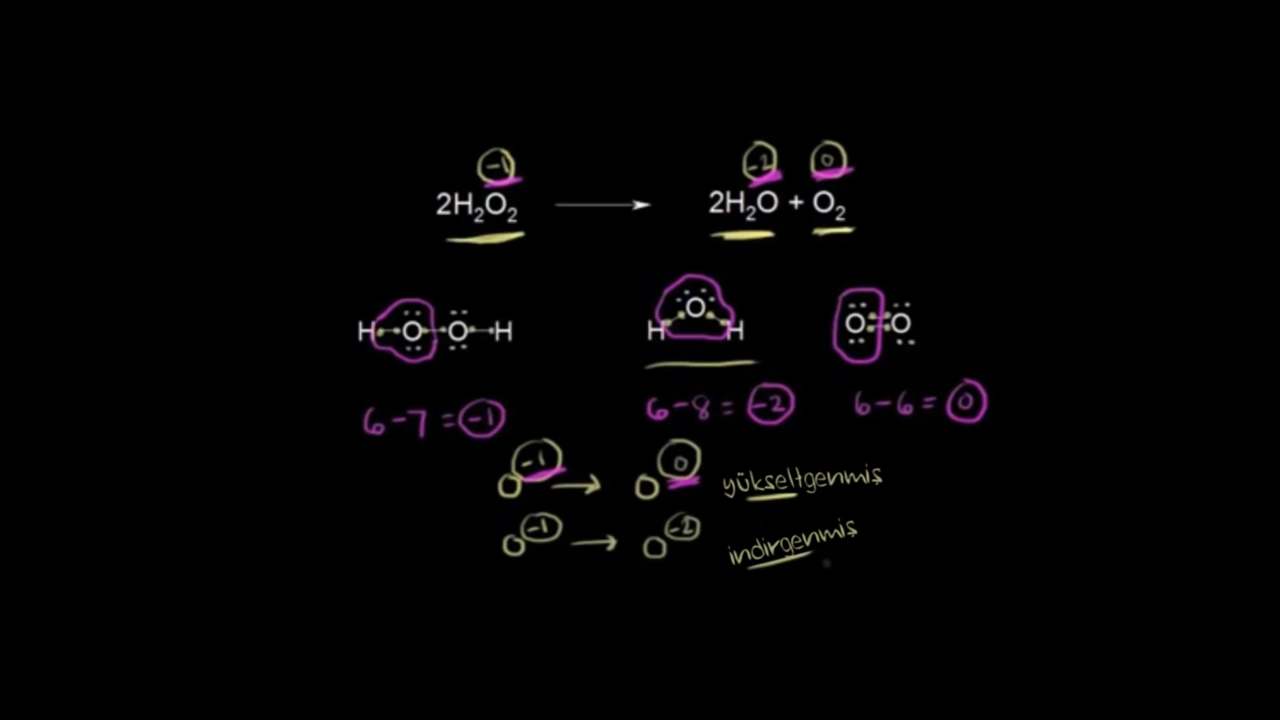 -1 -2 0
2H₂O₂ → 2H₂O + O₂
H O O H H O H O O
6-7=-1 6-8=-2 6-6=0
O⁻¹ → O⁰ yükseltgenmiş
O⁻¹ → O⁻² indirgenmiş